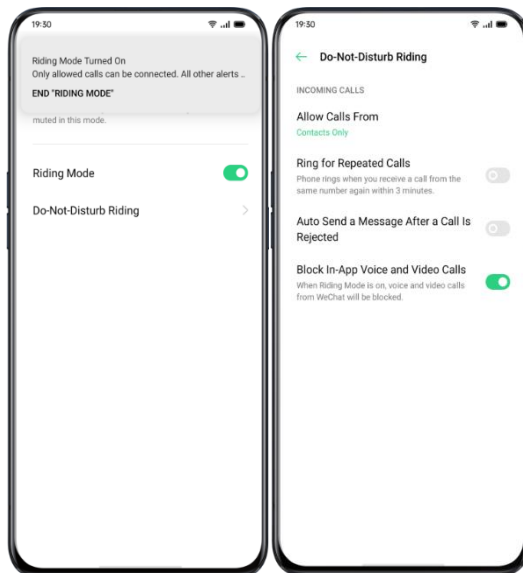 19:30
Riding Mode Turned On
Only allowed calls can be connected. All other alerts ..
END "RIDING MODE"
muted in this mode.
Riding Mode
Do-Not-Disturb Riding
19:30
Do-Not-Disturb Riding
INCOMING CALLS
Allow Calls From
Contacts Only
Ring for Repeated Calls
Phone rings when you receive a call from the
same number again within 3 minutes.
Auto Send a Message After a Call Is
Rejected
Block In-App Voice and Video Calls
When Riding Mode is on, voice and video calls
from WeChat will be blocked.